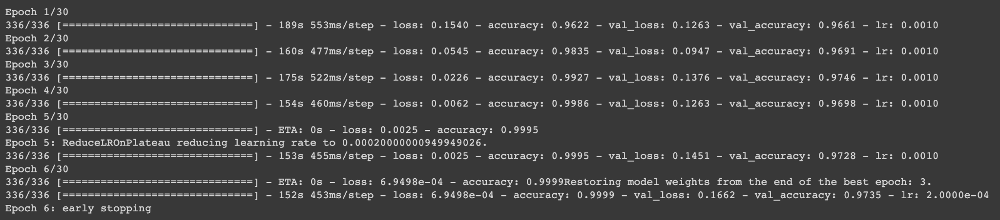 Epoch 1/30
336/336 [==============================] - 189s 553ms/step - loss: 0.1540 - accuracy: 0.9622 - val_loss: 0.1263 - val_accuracy: 0.9661 - lr: 0.0010
Epoch 2/30
336/336 [==============================] - 160s 477ms/step - loss: 0.0545 - accuracy: 0.9835 - val_loss: 0.0947 - val_accuracy: 0.9691 - lr: 0.0010
Epoch 3/30
336/336 [==============================] - 175s 522ms/step - loss: 0.0226 - accuracy: 0.9927 - val_loss: 0.1376 - val_accuracy: 0.9746 - lr: 0.0010
Epoch 4/30
336/336 [==============================] - 154s 460ms/step - loss: 0.0062 - accuracy: 0.9986 - val_loss: 0.1263 - val_accuracy: 0.9698 - lr: 0.0010
Epoch 5/30
336/336 [==============================] - ETA: 0s - loss: 0.0025 - accuracy: 0.9995
Epoch 5: ReduceLROnPlateau reducing learning rate to 0.00020000000949949026.
336/336 [==============================] - 153s 455ms/step - loss: 0.0025 - accuracy: 0.9995 - val_loss: 0.1451 - val_accuracy: 0.9728 - lr: 0.0010
Epoch 6/30
336/336 [==============================] - ETA: 0s - loss: 6.9498e-04 - accuracy: 0.9999Restoring model weights from the end of the best epoch: 3.
336/336 [==============================] - 152s 453ms/step - loss: 6.9498e-04 - accuracy: 0.9999 - val_loss: 0.1662 - val_accuracy: 0.9735 - lr: 2.0000e-04
Epoch 6: early stopping